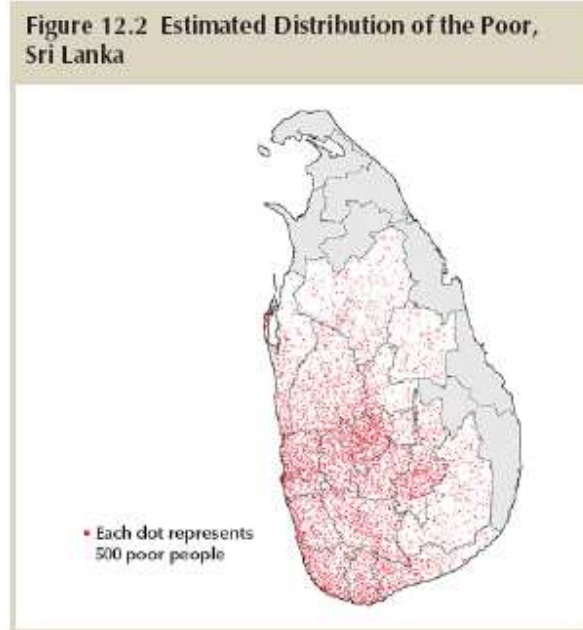 Figure 12.2 Estimated Distribution of the Poor,
Sri Lanka
Each dot represents
500 poor people